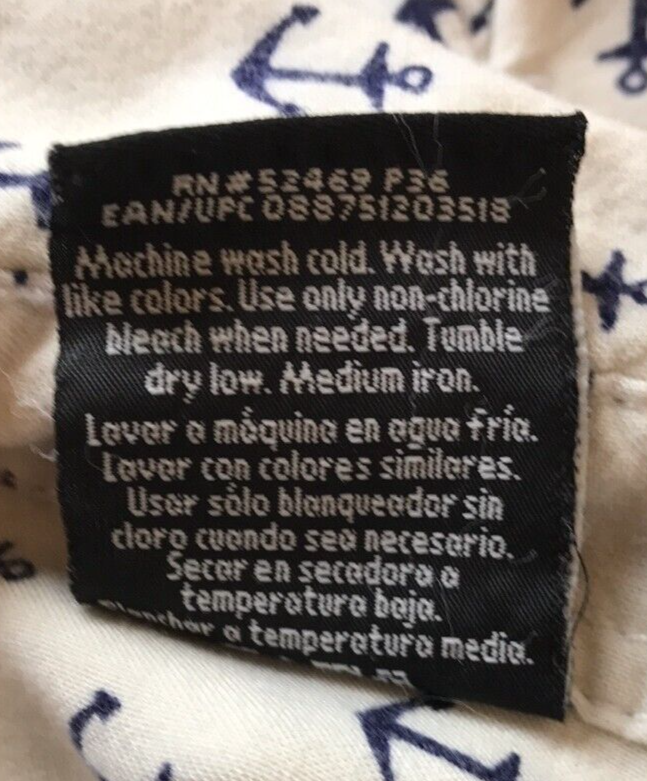 RN#53469 P36
EAN/UPC 088751203518
Machine wash cold. Wash with
like colors. Use only non-chlorine
bleach when needed. Tumble
dry low. Medium iron.
Lavar a máquina en agua fría.
Lavar con colores similares.
Usar sólo blanqueador sin
cloro cuando sea necesario.
Secar en secadora a
temperatura baja.
Planchar a temperatura media.